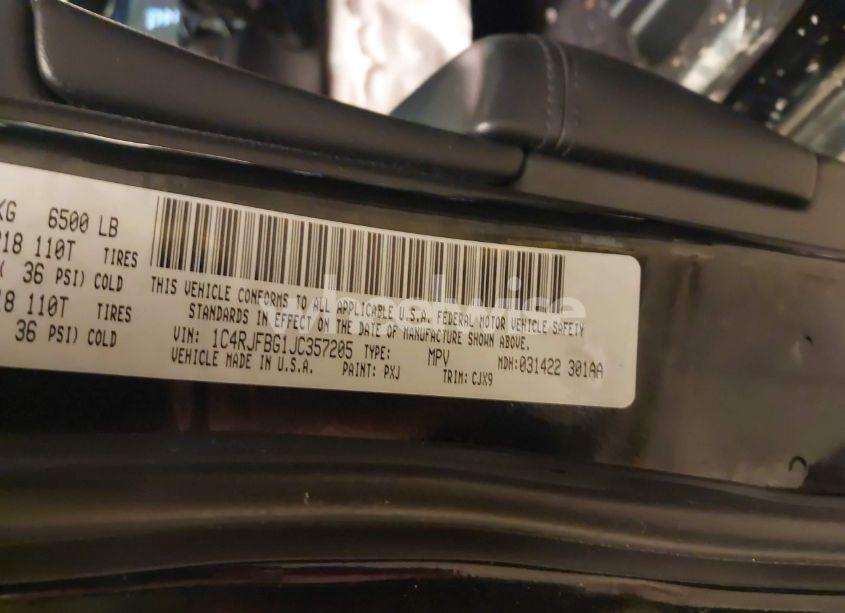 KG 6500 LB
R18 110T TIRES
( 36 PSI) COLD
18 110T TIRES
36 PSI) COLD
THIS VEHICLE CONFORMS TO ALL APPLICABLE U.S.A. FEDERAL MOTOR VEHICLE SAFETY
STANDARDS IN EFFECT ON THE DATE OF MANUFACTURE SHOWN ABOVE.
VIN: 1C4RJFBG1JC357205 TYPE: MPV MDH:031422 301AA
VEHICLE MADE IN U.S.A. PAINT: PXJ TRIM: CJX9
wheelwise